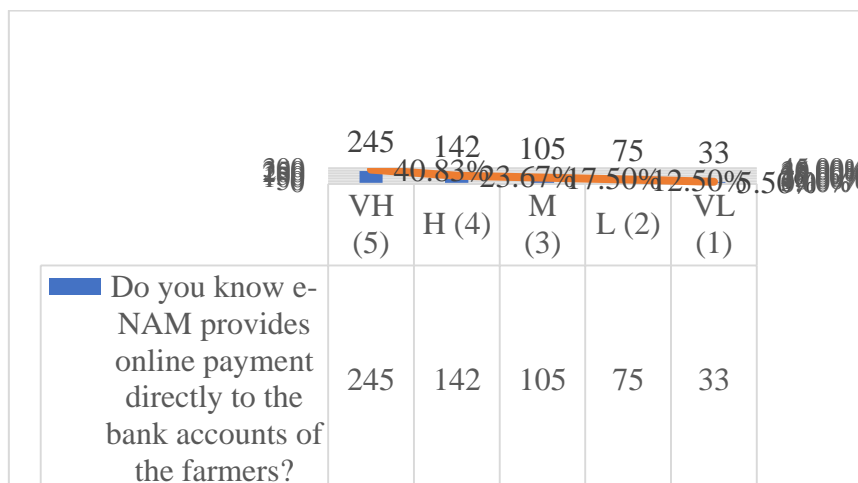 245 142 105 75 33
40.83% 23.67% 17.50% 12.50% 5.50%
VH (5) H (4) M (3) L (2) VL (1)
Do you know e-
NAM provides
online payment
directly to the
bank accounts of
the farmers?
245 142 105 75 33